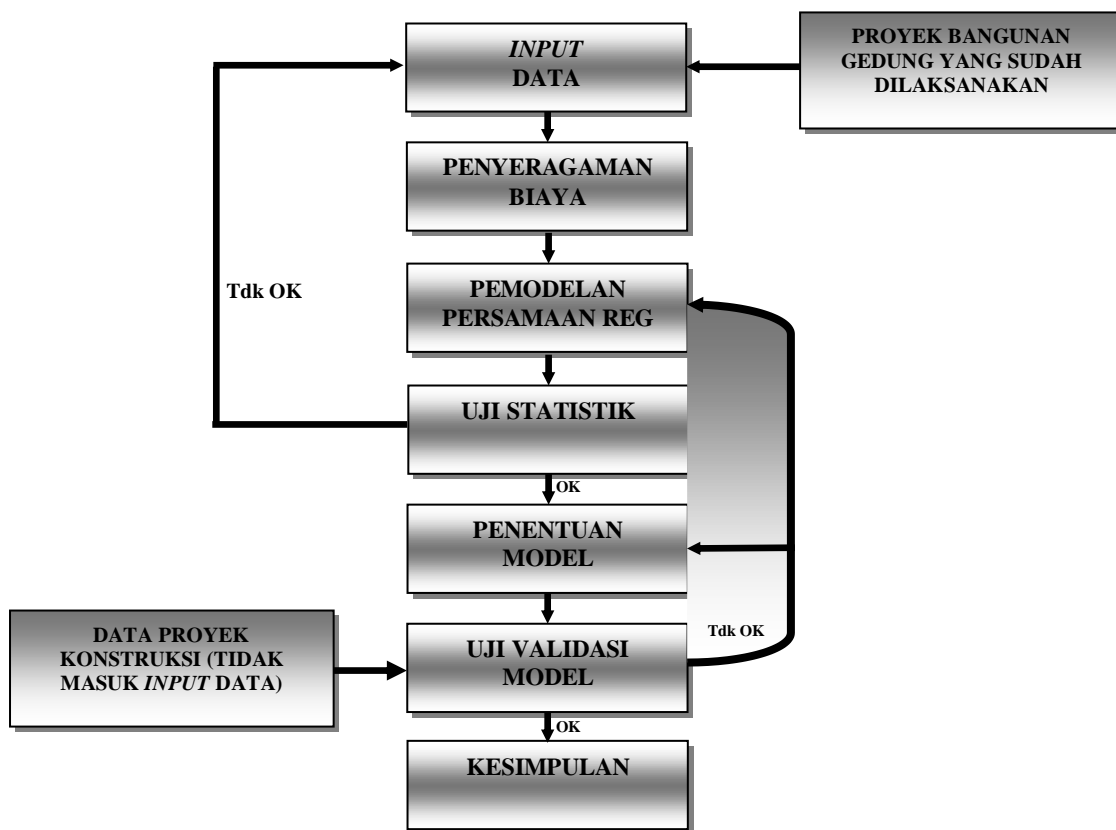 INPUT
DATA
PROYEK BANGUNAN
GEDUNG YANG SUDAH
DILAKSANAKAN
PENYERAGAMAN
BIAYA
Tdk OK
PEMODELAN
PERSAMAAN REG
UJI STATISTIK
OK
PENENTUAN
MODEL
DATA PROYEK
KONSTRUKSI (TIDAK
MASUK INPUT DATA)
UJI VALIDASI
MODEL
Tdk OK
OK
KESIMPULAN